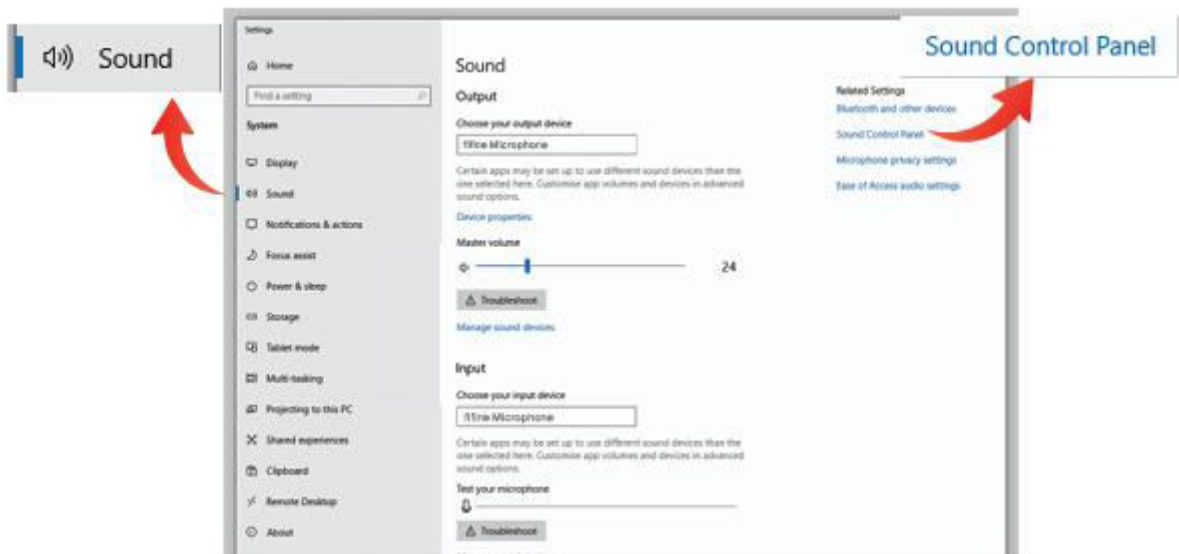 Sound
Sound Control Panel
Settings
Home
Find a setting
System
Display
Sound
Notifications & actions
Focus assist
Power & sleep
Storage
Tablet mode
Multi-tasking
Projecting to this PC
Shared experiences
Clipboard
Remote Desktop
About
Sound
Output
Choose your output device
fifine Microphone
Certain apps may be set up to use different sound devices than the
one selected here. Customise app volumes and devices in advanced
sound options.
Device properties
Master volume
24
Troubleshoot
Manage sound devices
Input
Choose your input device
fifine Microphone
Certain apps may be set up to use different sound devices than the
one selected here. Customise app volumes and devices in advanced
sound options.
Test your microphone
Troubleshoot
Related Settings
Bluetooth and other devices
Sound Control Panel
Microphone privacy settings
Ease of Access audio settings